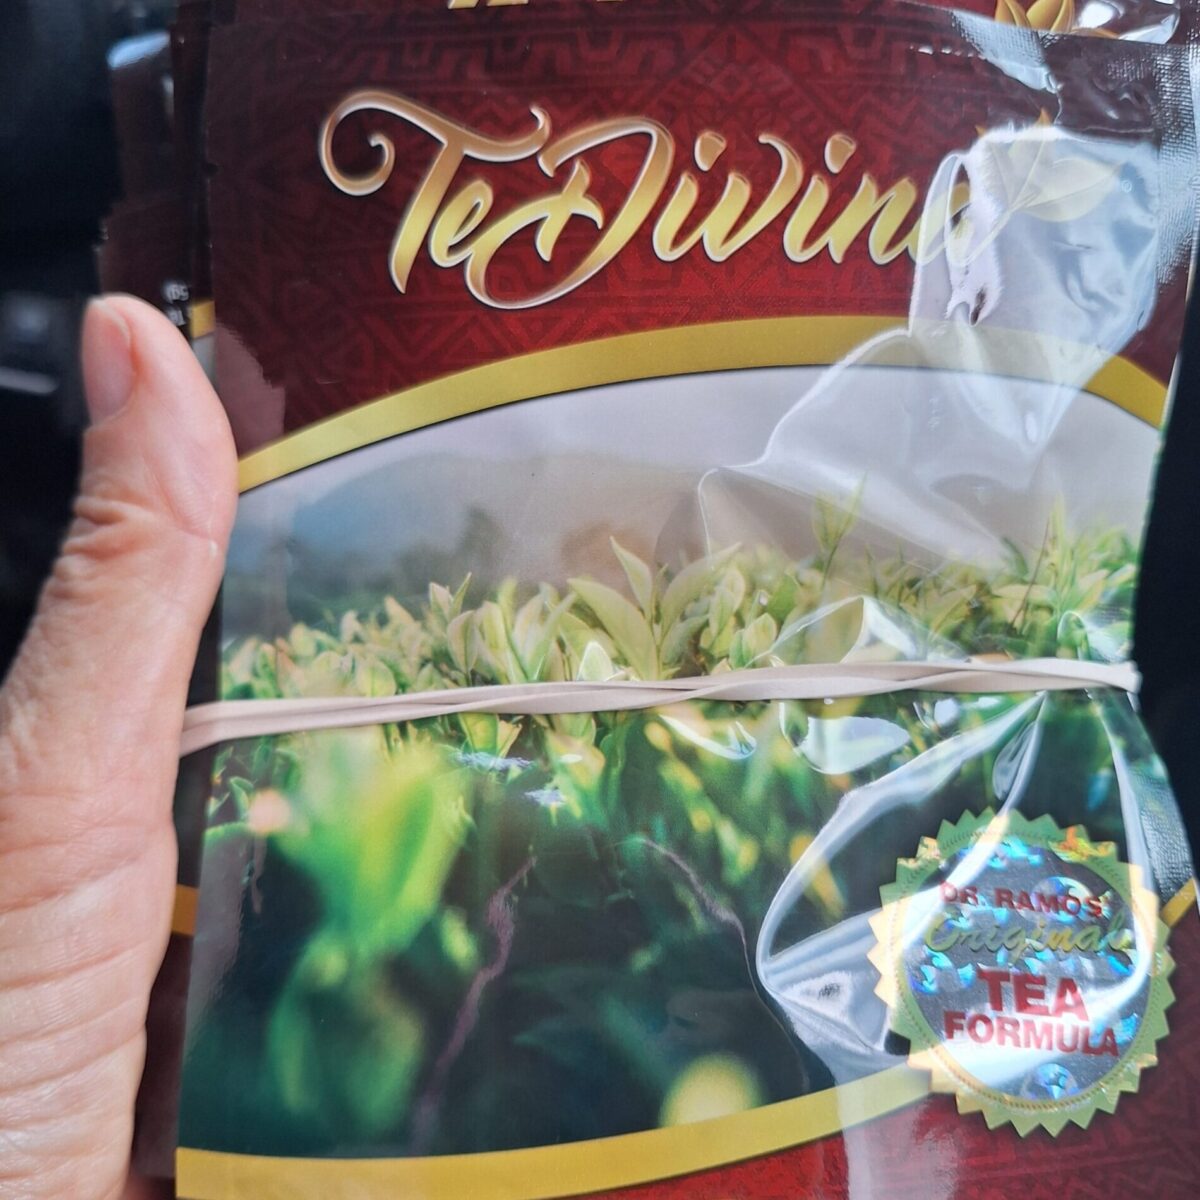 TeDivina
DR. RAMOS'
Original
TEA
FORMULA